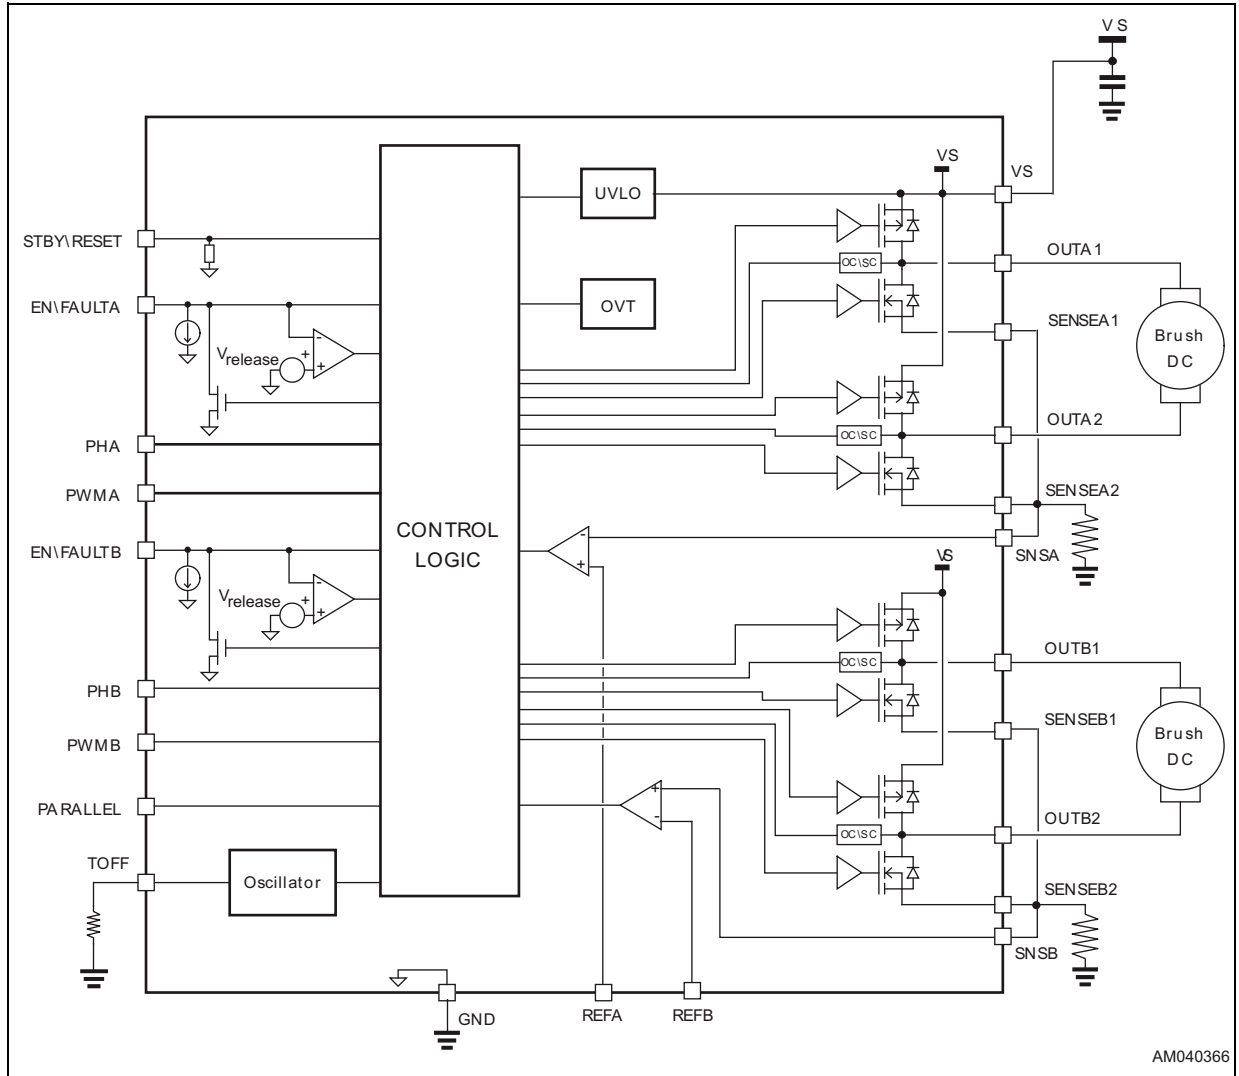 VS
VS
UVLO
VS
STBY\RESET
OUTA1
OC\SC
EN\FAULTA
OVT
SENSEA1
Brush
DC
Vrelease
+
-
+
OUTA2
OC\SC
PHA
PWMA
SENSEA2
CONTROL
LOGIC
-
+
SNSA
EN\FAULTB
VS
Vrelease
+
-
+
OUTB1
OC\SC
PHB
SENSEB1
Brush
DC
PWMB
PARALLEL
+
-
OUTB2
OC\SC
TOFF
Oscillator
SENSEB2
SNSB
GND
REFA
REFB
AM040366